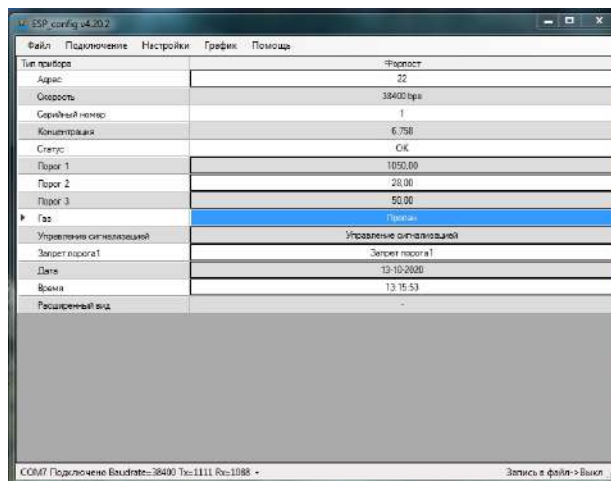 ESP_config v4.20.2
Файл Подключение Настройки График Помощь
Тип прибора Форпост
Адрес 22
Скорость 38400 bps
Серийный номер 1
Концентрация 6,758
Статус OK
Порог 1 1050,00
Порог 2 28,00
Порог 3 50,00
Газ Пропан
Управление сигнализацией Управление сигнализацией
Запрет порога1 Запрет порога1
Дата 13-10-2020
Время 13:15:53
Расширенный вид -
COM7 Подключено Baudrate=38400 Tx=1111 Rx=1088 - Запись в файл->Выкл